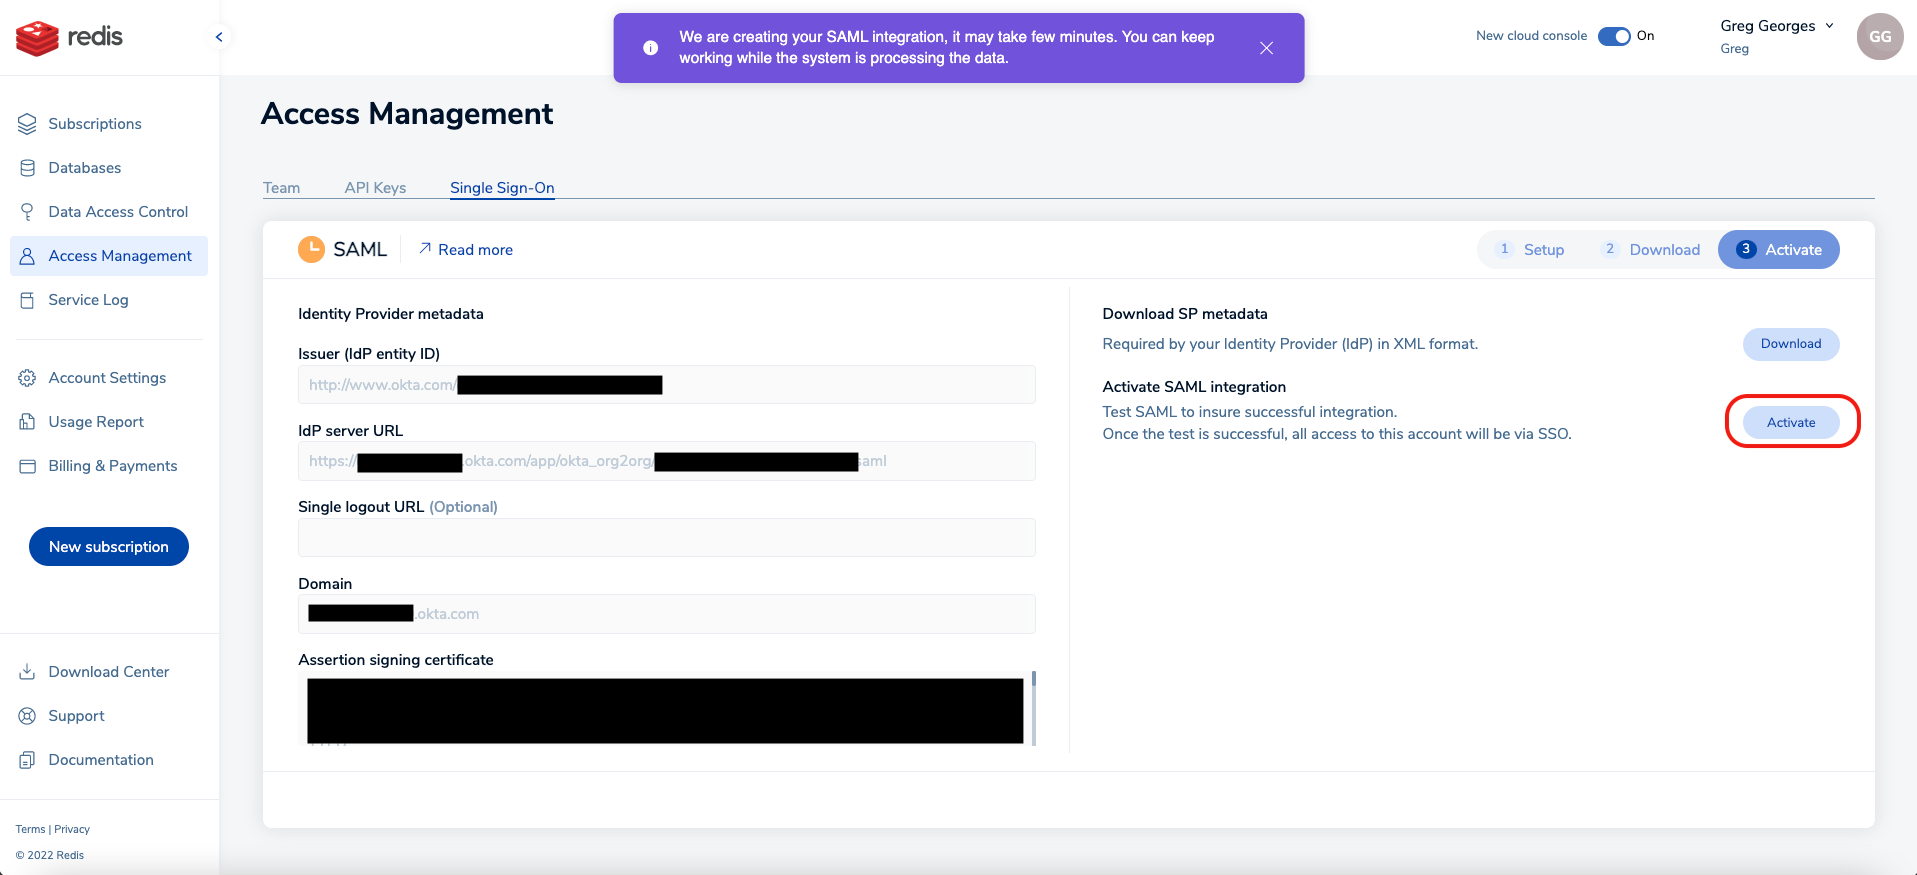 redis
We are creating your SAML integration, it may take few minutes. You can keep
working while the system is processing the data.
New cloud console
On
Greg Georges
Greg
GG
Subscriptions
Databases
Data Access Control
Access Management
Service Log
Account Settings
Usage Report
Billing & Payments
New subscription
Download Center
Support
Documentation
Terms | Privacy
© 2022 Redis
Access Management
Team
API Keys
Single Sign-On
SAML
Read more
1 Setup
2 Download
3 Activate
Identity Provider metadata
Issuer (IdP entity ID)
http://www.okta.com/
IdP server URL
https:// .okta.com/app/okta_org2org/ saml
Single logout URL (Optional)
Domain
.okta.com
Assertion signing certificate
Download SP metadata
Required by your Identity Provider (IdP) in XML format.
Download
Activate SAML integration
Test SAML to insure successful integration.
Once the test is successful, all access to this account will be via SSO.
Activate